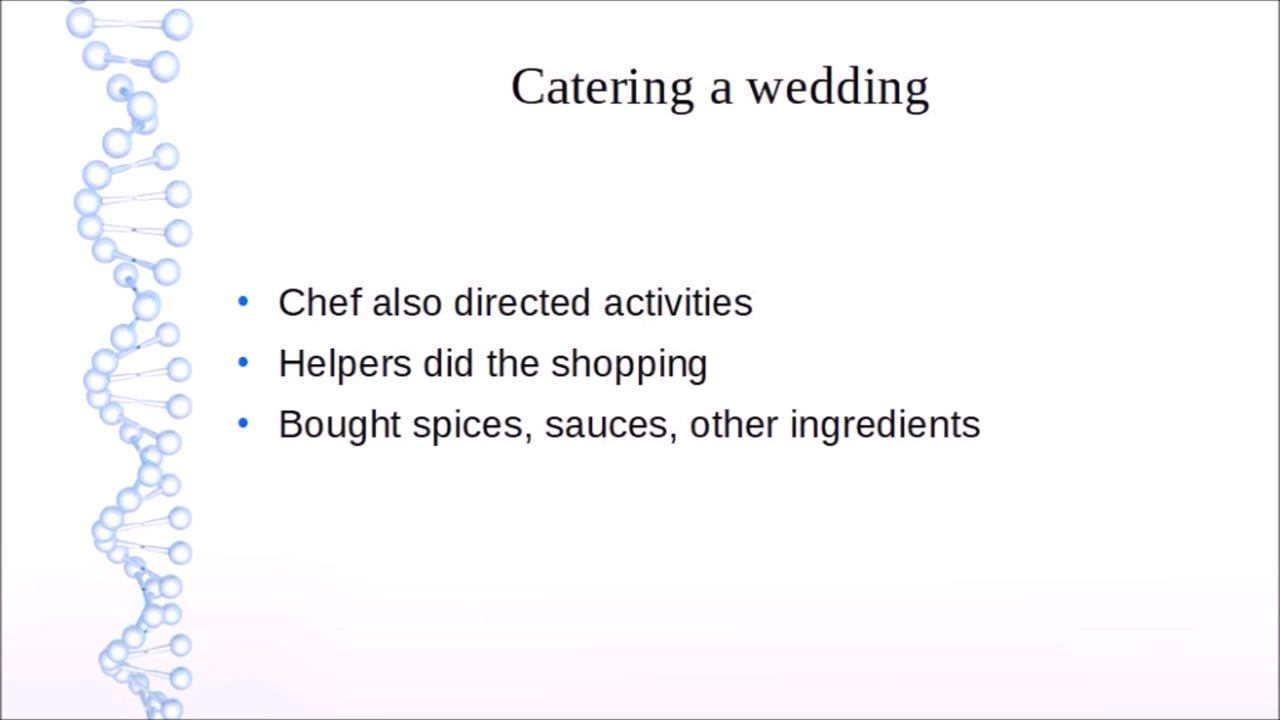 Catering a wedding
• Chef also directed activities
• Helpers did the shopping
• Bought spices, sauces, other ingredients